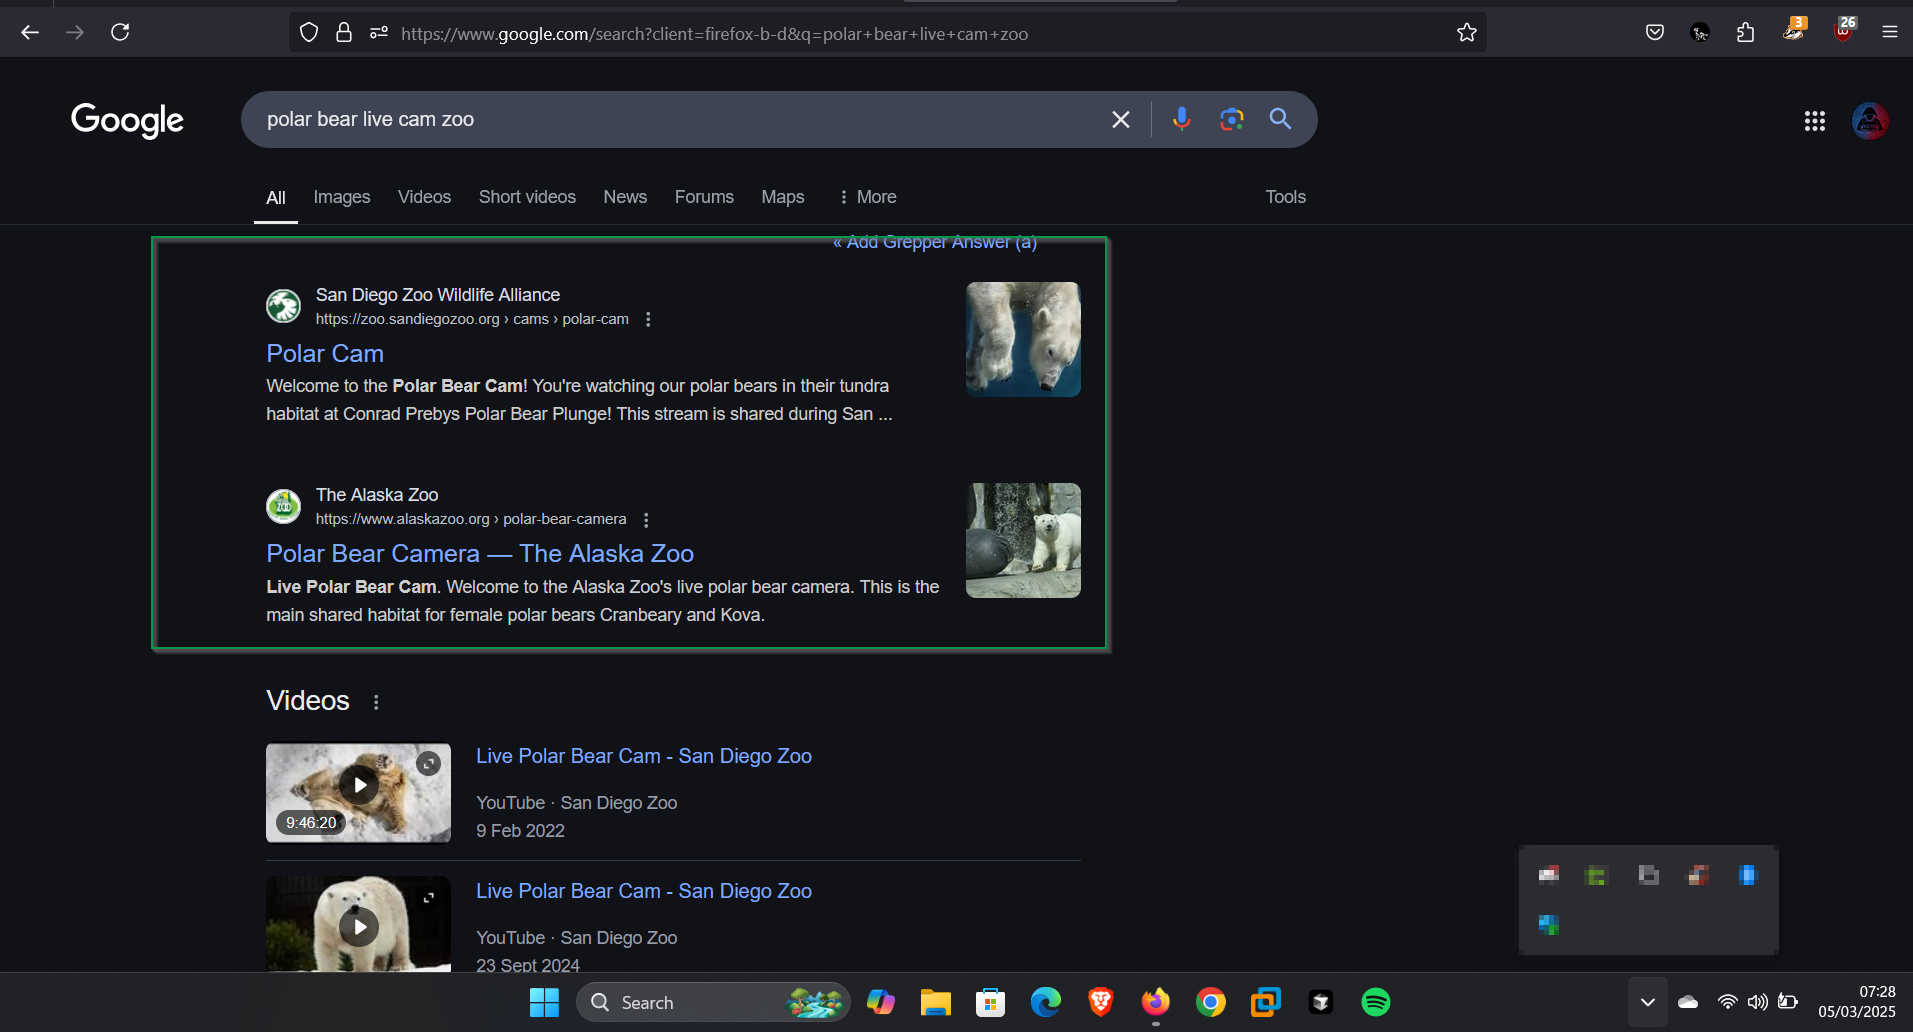 https://www.google.com/search?client=firefox-b-d&q=polar+bear+live+cam+zoo
3
26
Google
polar bear live cam zoo
All
Images
Videos
Short videos
News
Forums
Maps
More
Tools
« Add Grepper Answer (a)
San Diego Zoo Wildlife Alliance
https://zoo.sandiegozoo.org › cams › polar-cam
Polar Cam
Welcome to the Polar Bear Cam! You're watching our polar bears in their tundra
habitat at Conrad Prebys Polar Bear Plunge! This stream is shared during San ...
The Alaska Zoo
https://www.alaskazoo.org › polar-bear-camera
Polar Bear Camera — The Alaska Zoo
Live Polar Bear Cam. Welcome to the Alaska Zoo's live polar bear camera. This is the
main shared habitat for female polar bears Cranbeary and Kova.
Videos
Live Polar Bear Cam - San Diego Zoo
9:46:20
YouTube · San Diego Zoo
9 Feb 2022
Live Polar Bear Cam - San Diego Zoo
YouTube · San Diego Zoo
23 Sept 2024
Search
07:28
05/03/2025